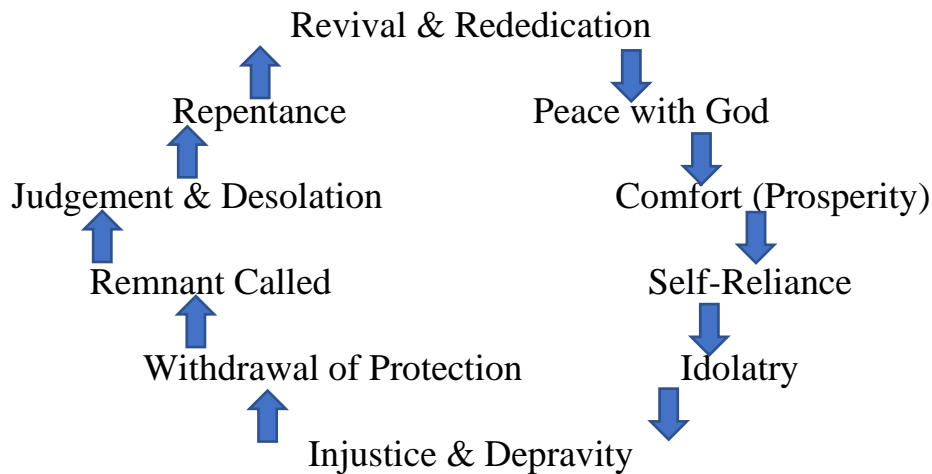 Revival & Rededication
Repentance
Peace with God
Judgement & Desolation
Comfort (Prosperity)
Remnant Called
Self-Reliance
Withdrawal of Protection
Idolatry
Injustice & Depravity